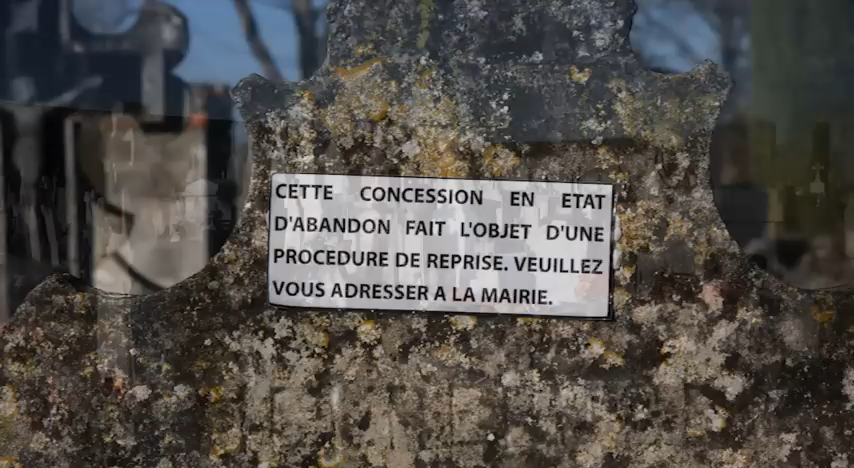 CETTE CONCESSION EN ETAT
D'ABANDON FAIT L'OBJET D'UNE
PROCEDURE DE REPRISE. VEUILLEZ
VOUS ADRESSER A LA MAIRIE.